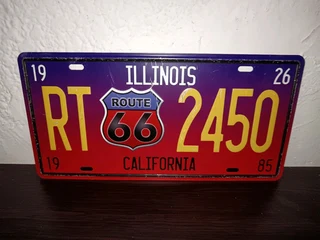 19 ILLINOIS 26
RT ROUTE 66 2450
19 CALIFORNIA 85